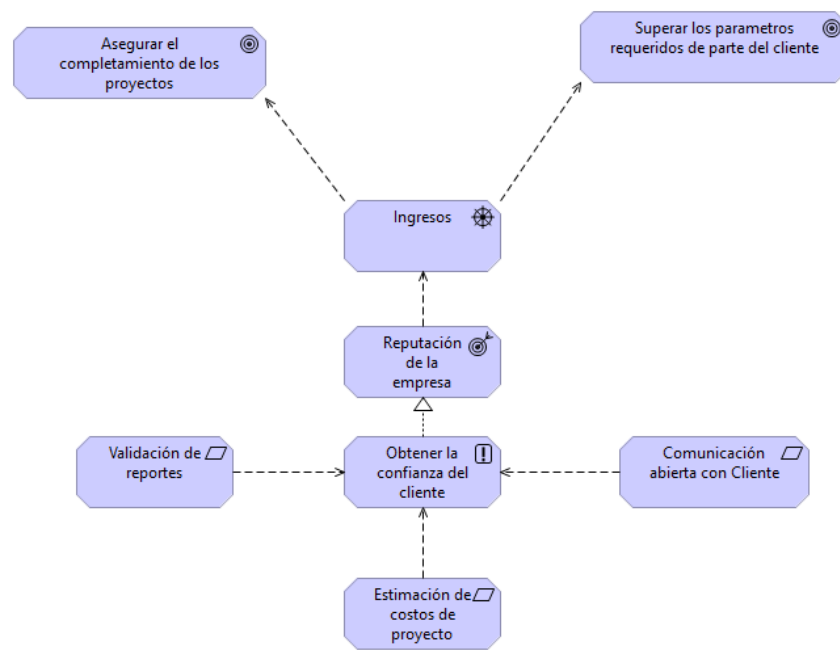 Asegurar el
completamiento de los
proyectos
Superar los parametros
requeridos de parte del cliente
Ingresos
Reputación
de la
empresa
Validación de
reportes
Obtener la
confianza del
cliente
Comunicación
abierta con Cliente
Estimación de
costos de
proyecto